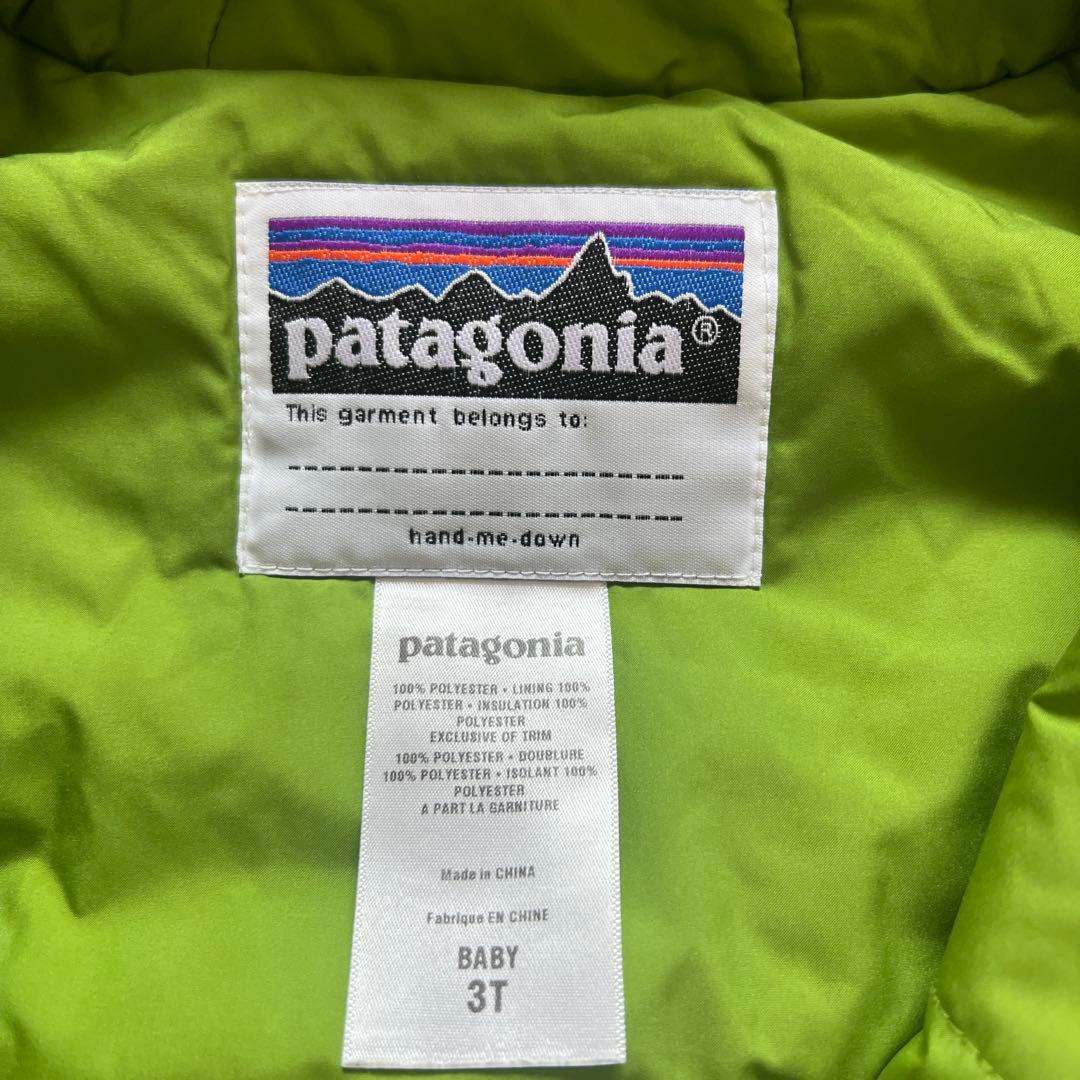 patagonia®
This garment belongs to:
hand-me-down
patagonia
100% POLYESTER • LINING 100%
POLYESTER • INSULATION 100%
POLYESTER
EXCLUSIVE OF TRIM
100% POLYESTER • DOUBLURE
100% POLYESTER • ISOLANT 100%
POLYESTER
A PART LA GARNITURE
Made in CHINA
Fabrique EN CHINE
BABY
3T